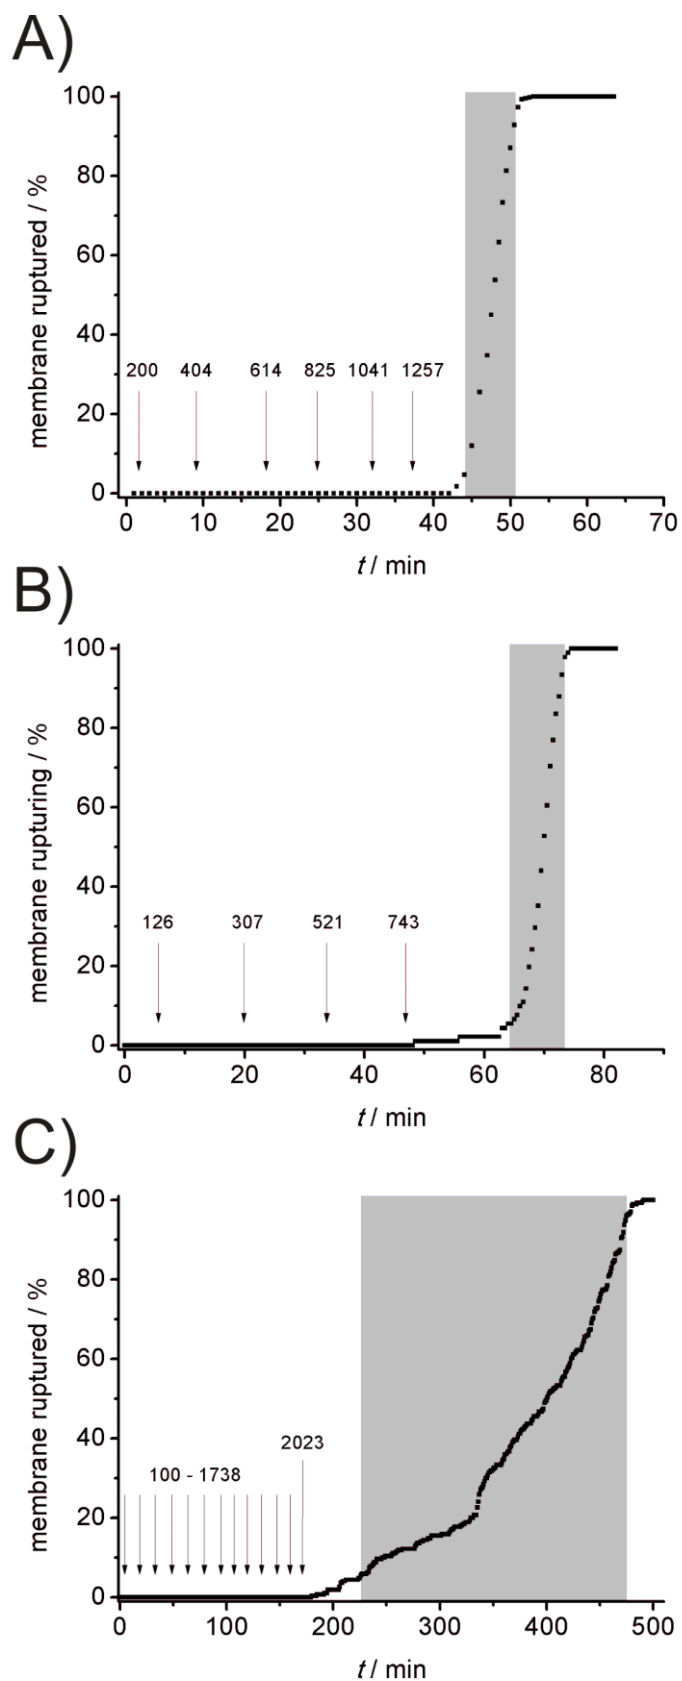 A)
membrane ruptured / %
100
80
60
40
20
0
200 404 614 825 1041 1257
0 10 20 30 40 50 60 70
t / min
B)
membrane rupturing / %
100
80
60
40
20
0
126 307 521 743
0 20 40 60 80
t / min
C)
membrane ruptured / %
100
80
60
40
20
0
2023
100 - 1738
0 100 200 300 400 500
t / min